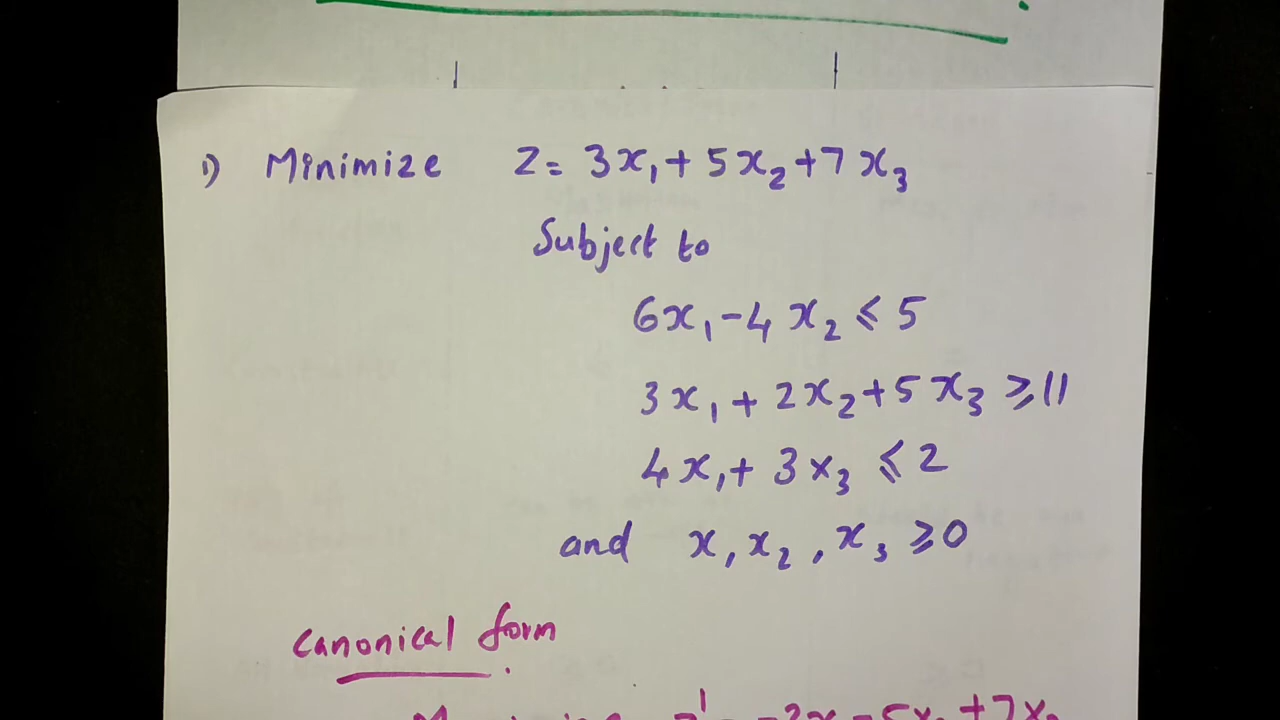 1) Minimize Z = 3x₁ + 5x₂ + 7x₃
Subject to
6x₁ - 4x₂ ≤ 5
3x₁ + 2x₂ + 5x₃ ≥ 11
4x₁ + 3x₃ ≤ 2
and x₁ x₂ , x₃ ≥ 0
Canonical form